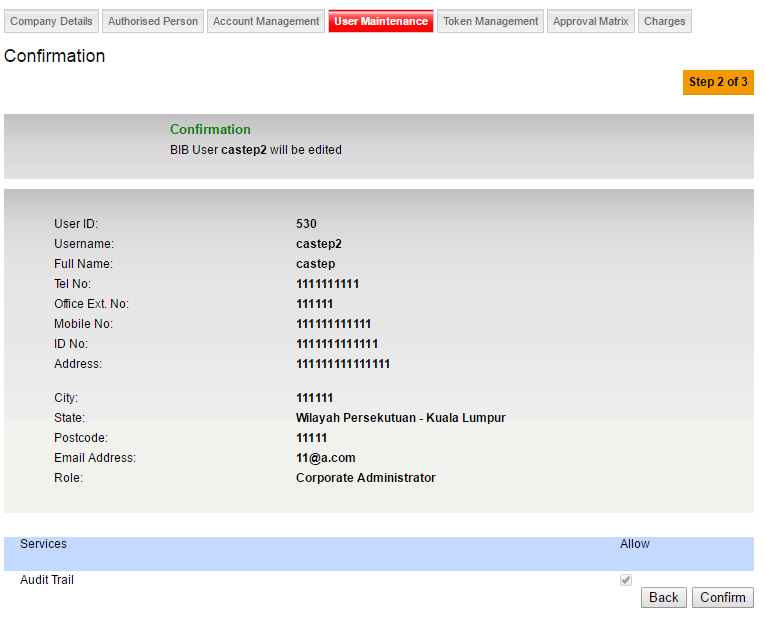 Company Details Authorised Person Account Management User Maintenance Token Management Approval Matrix Charges
Confirmation
Step 2 of 3
Confirmation
BIB User castep2 will be edited
User ID: 530
Username: castep2
Full Name: castep
Tel No: 1111111111
Office Ext. No: 111111
Mobile No: 111111111111
ID No: 1111111111111
Address: 111111111111111
City: 111111
State: Wilayah Persekutuan - Kuala Lumpur
Postcode: 11111
Email Address: 11@a.com
Role: Corporate Administrator
Services Allow
Audit Trail
Back Confirm